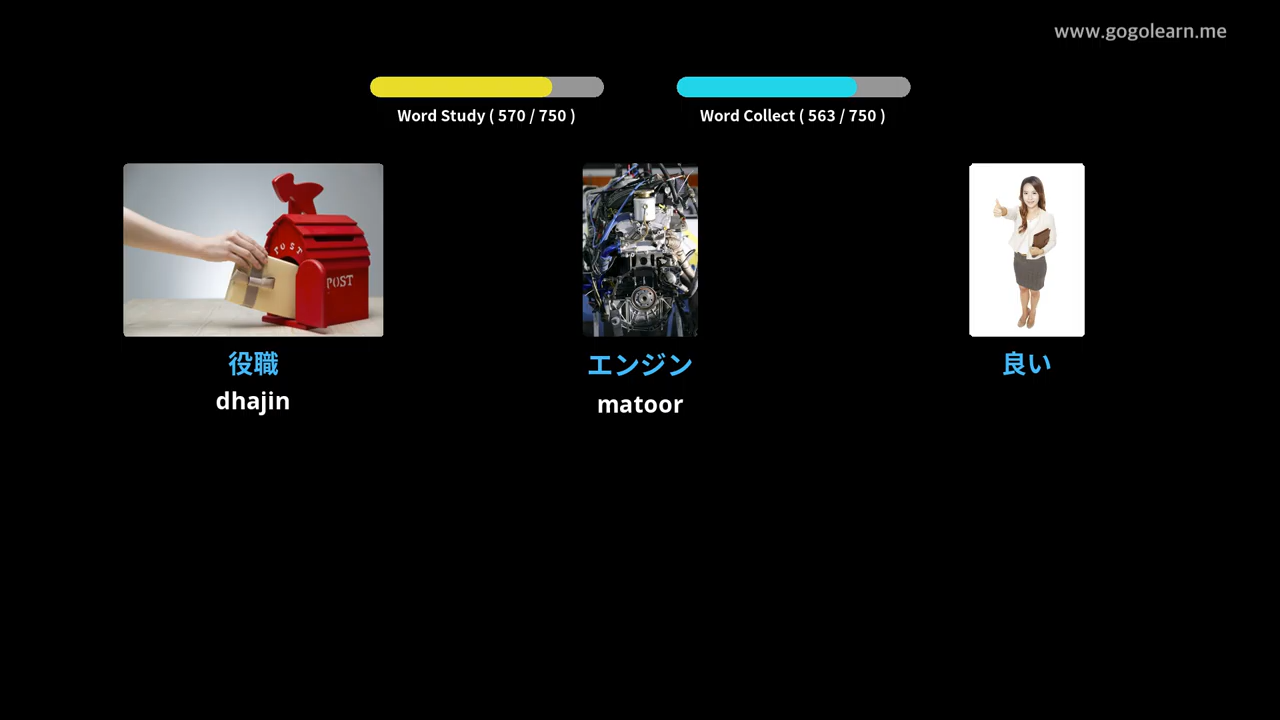 www.gogolearn.me
Word Study ( 570 / 750 )
Word Collect ( 563 / 750 )
POST
POST
役職
dhajin
エンジン
matoor
良い